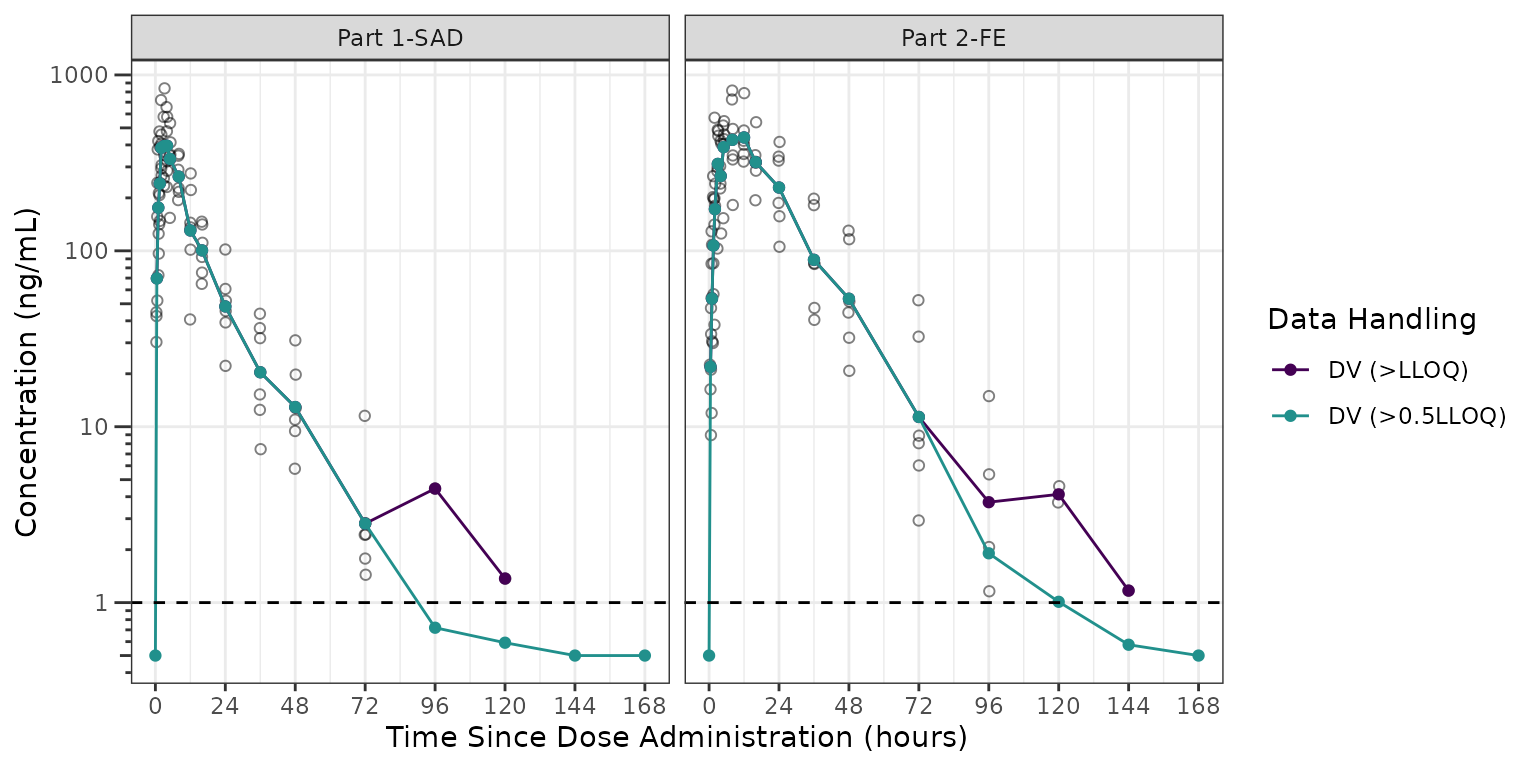 Part 1-SAD
Part 2-FE
1000
100
10
1
Concentration (ng/mL)
0 24 48 72 96 120 144 168
0 24 48 72 96 120 144 168
Time Since Dose Administration (hours)
Data Handling
DV (>LLOQ)
DV (>0.5LLOQ)